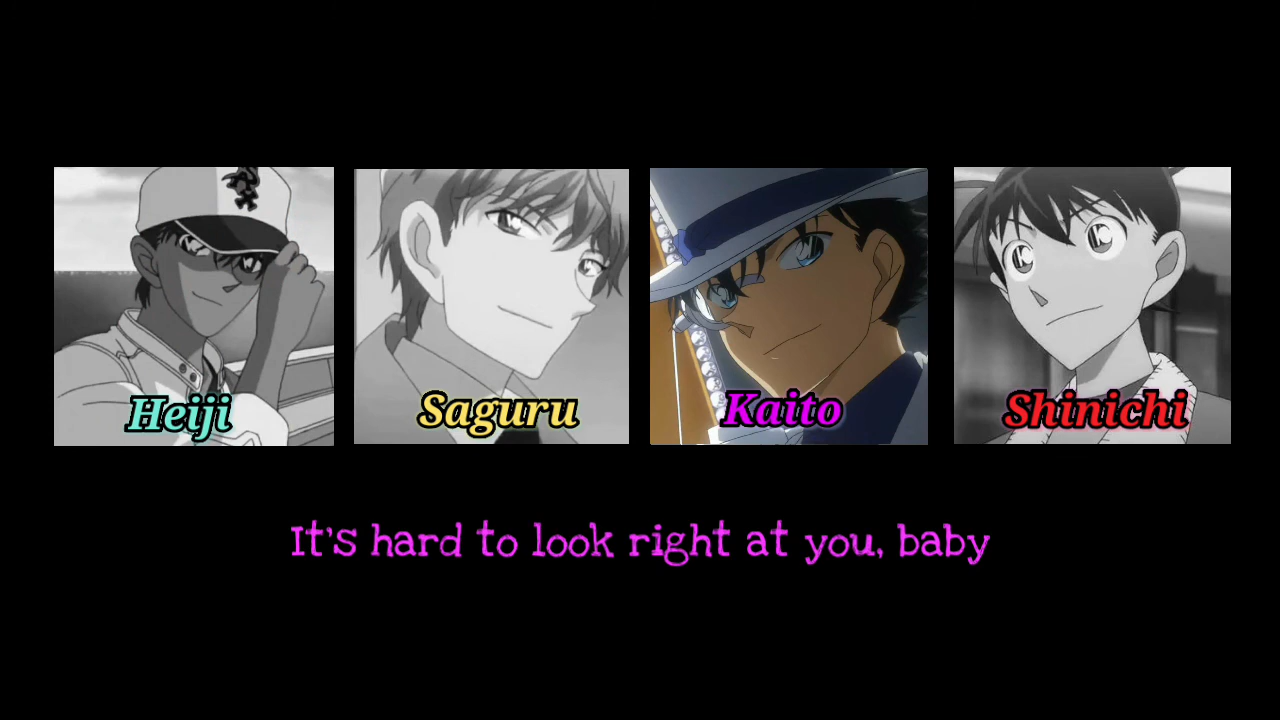 Heiji
Saguru
Kaito
Shinichi
It's hard to look right at you, baby